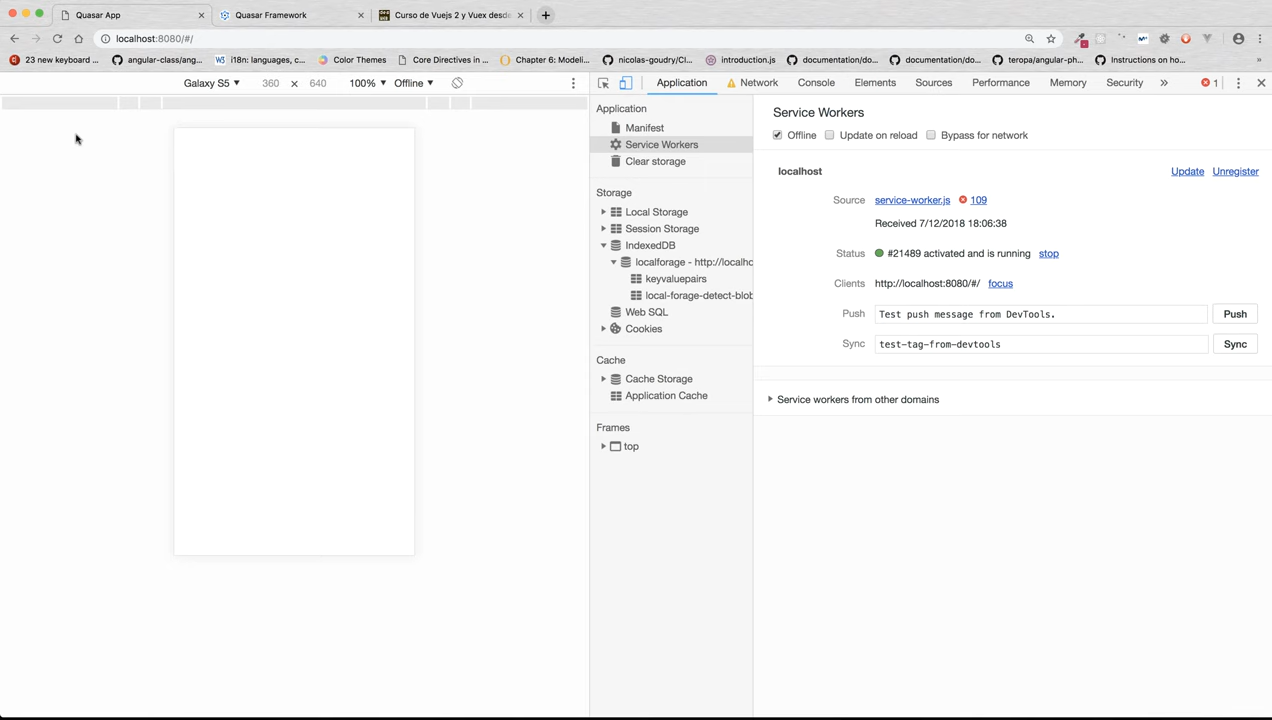 Quasar App
Quasar Framework
Curso de Vuejs 2 y Vuex desde
localhost:8080/#/
23 new keyboard ...
angular-class/ang...
i18n: languages, c...
Color Themes
Core Directives in ...
Chapter 6: Modeli...
nicolas-goudry/Cl...
introduction.js
documentation/do...
documentation/do...
teropa/angular-ph...
Instructions on ho...
»
Galaxy S5 ▼
360 × 640
100% ▼
Offline ▼
Application
Network
Console
Elements
Sources
Performance
Memory
Security
»
1
Application
Manifest
Service Workers
Clear storage
Storage
Local Storage
Session Storage
IndexedDB
localforage - http://localho
keyvaluepairs
local-forage-detect-blob
Web SQL
Cookies
Cache
Cache Storage
Application Cache
Frames
top
Service Workers
Offline
Update on reload
Bypass for network
localhost
Update
Unregister
Source service-worker.js 109
Received 7/12/2018 18:06:38
Status #21489 activated and is running stop
Clients http://localhost:8080/#/ focus
Push Test push message from DevTools. Push
Sync test-tag-from-devtools Sync
Service workers from other domains